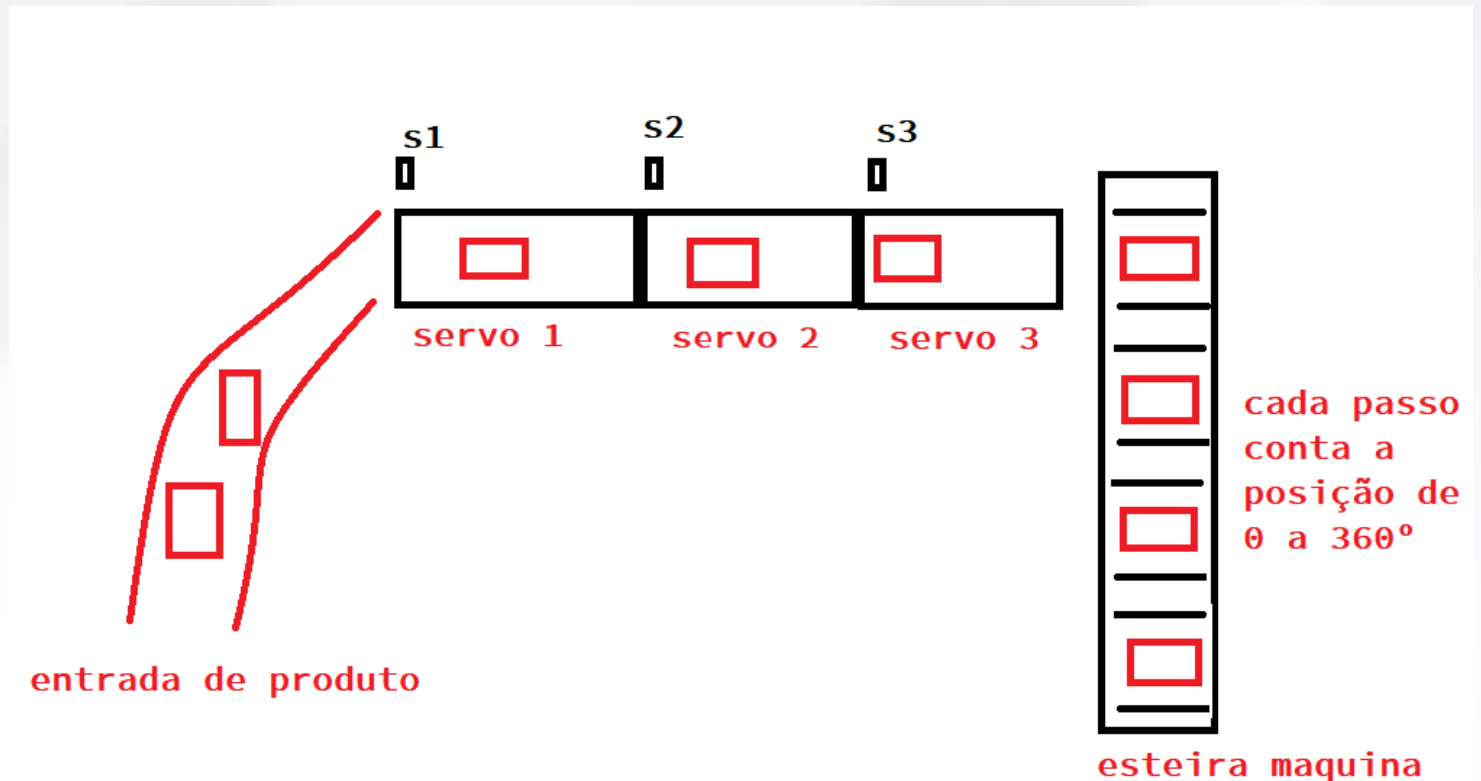 s1
s2
s3
servo 1
servo 2
servo 3
cada passo
conta a
posição de
0 a 360º
entrada de produto
esteira maquina